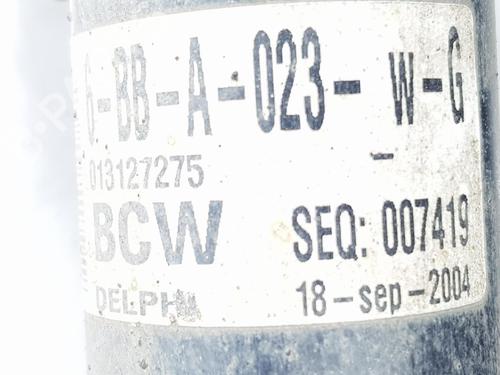 6-BB-A-023-W-G
-
013127275
BCW
SEQ: 007419
DELPHI
18-sep-2004